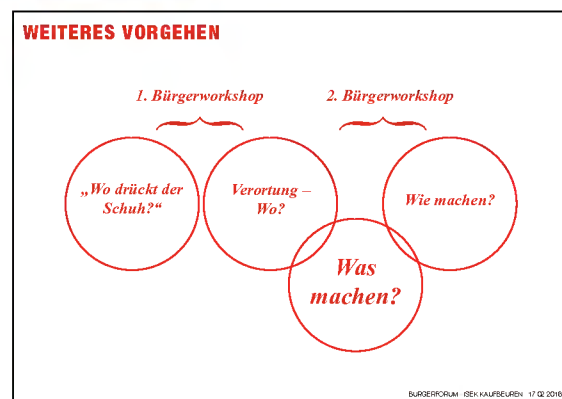 WEITERES VORGEHEN
1. Bürgerworkshop
2. Bürgerworkshop
„Wo drückt der
Schuh?“
Verortung –
Wo?
Wie machen?
Was
machen?
BÜRGERFORUM ISEK KAUFBEUREN 17 02 2016